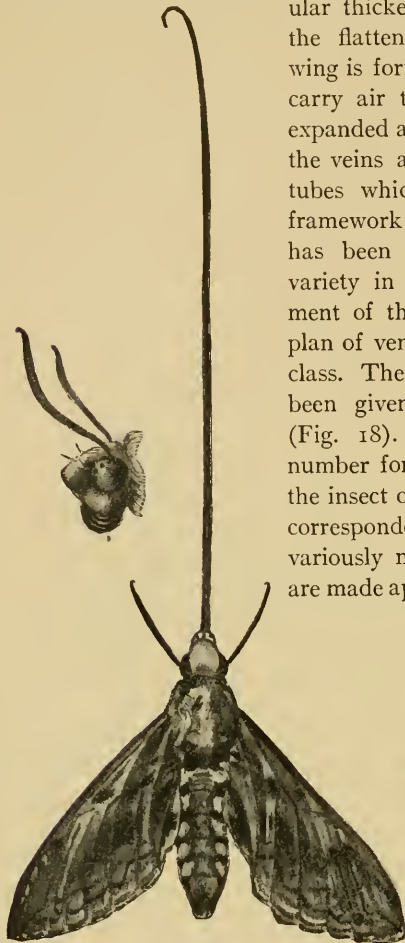 ular thicke
the flatten
wing is for
carry air t
expanded a
the veins a
tubes whic
framework
has been
variety in
ment of th
plan of ver
class. The
been giver
(Fig. 18).
number for
the insect o
corresponde
variously n
are made ap